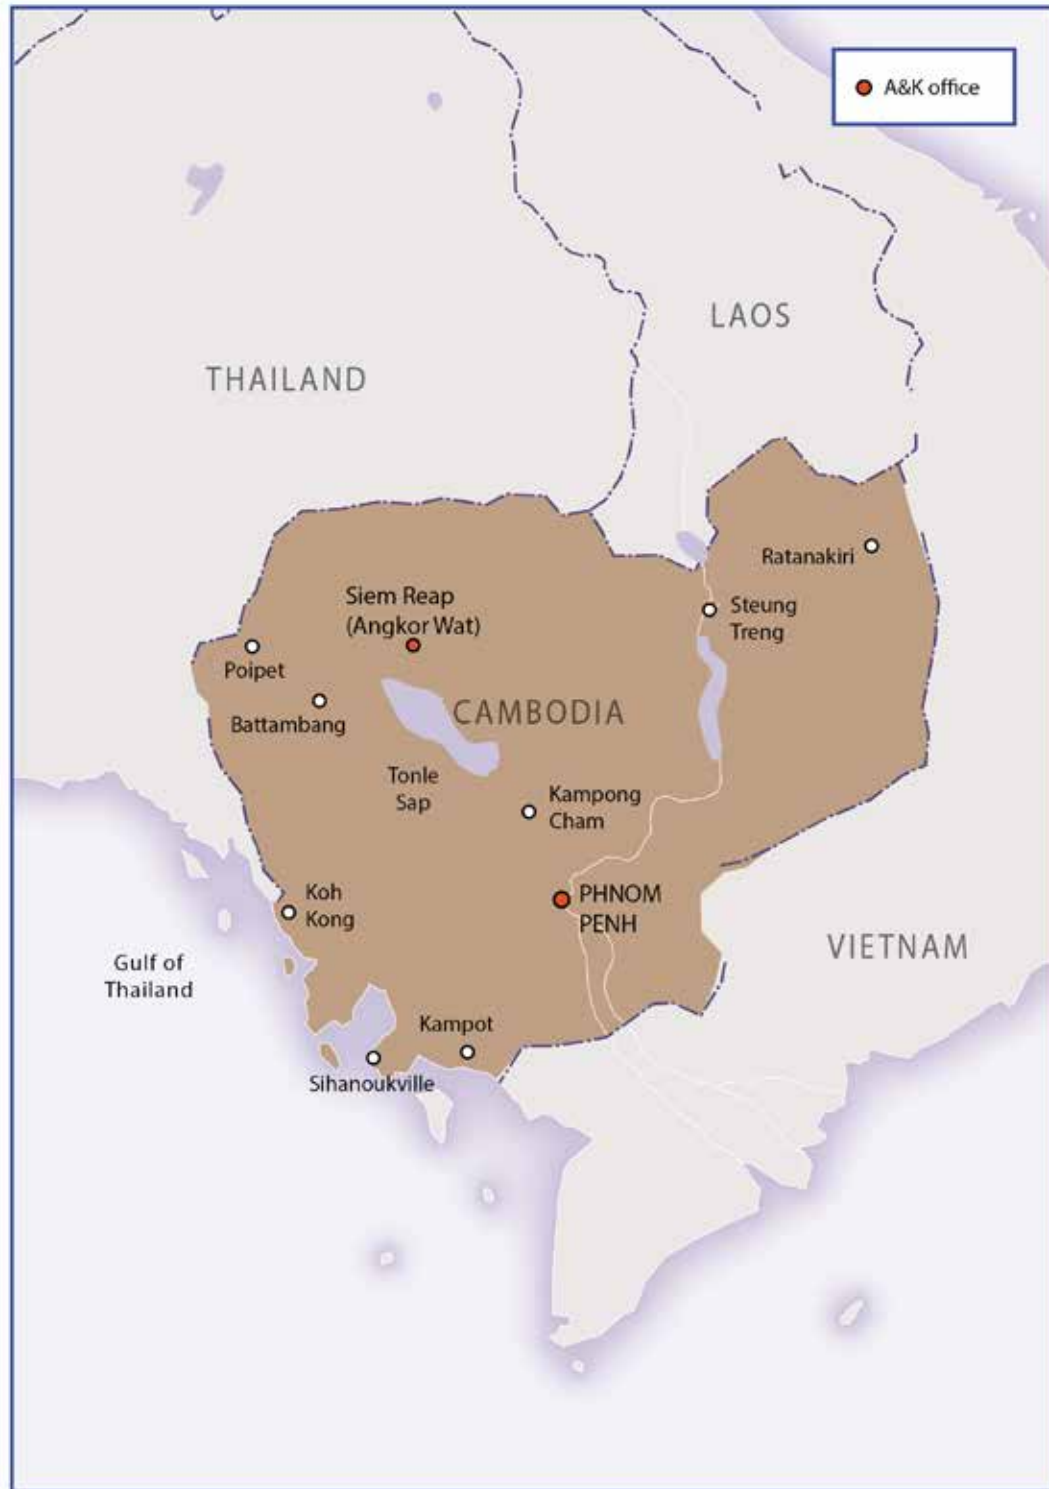 A&K office
LAOS
THAILAND
Ratanakiri
Siem Reap
(Angkor Wat)
Steung
Treng
Poipet
Battambang
CAMBODIA
Tonle
Sap
Kampong
Cham
Koh
Kong
PHNOM
PENH
VIETNAM
Gulf of
Thailand
Kampot
Sihanoukville